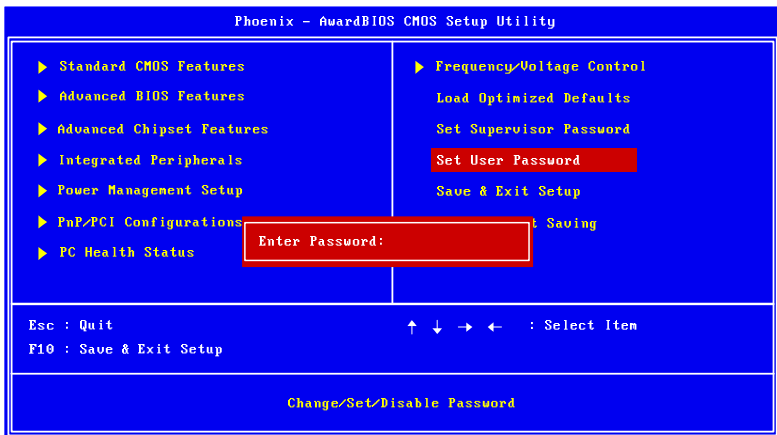 Phoenix - AwardBIOS CMOS Setup Utility
Standard CMOS Features
Advanced BIOS Features
Advanced Chipset Features
Integrated Peripherals
Power Management Setup
PnP/PCI Configurations
PC Health Status
Frequency/Voltage Control
Load Optimized Defaults
Set Supervisor Password
Set User Password
Save & Exit Setup
t Saving
Enter Password:
Esc : Quit
F10 : Save & Exit Setup
↑ ↓ → ← : Select Item
Change/Set/Disable Password